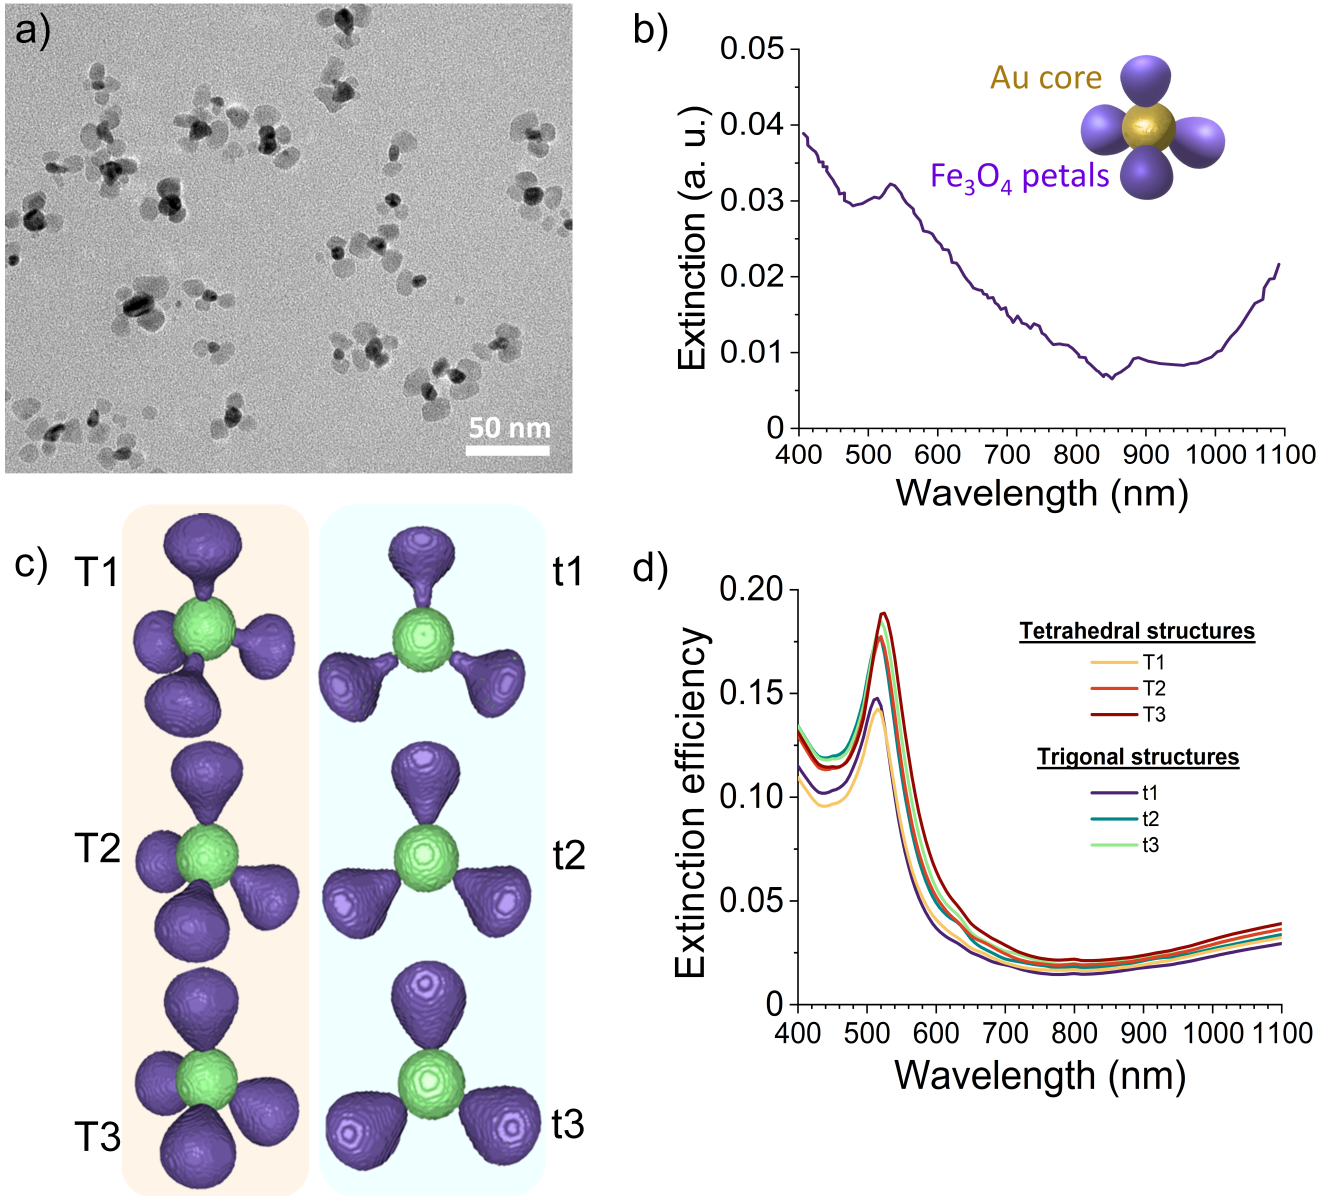 a)
50 nm
b)
Extinction (a. u.)
0.05
0.04
0.03
0.02
0.01
0
Au core
Fe₃O₄ petals
400 500 600 700 800 900 1000 1100
Wavelength (nm)
c)
T1
t1
T2
t2
T3
t3
d)
Extinction efficiency
0.20
0.15
0.10
0.05
0
Tetrahedral structures
T1
T2
T3
Trigonal structures
t1
t2
t3
400 500 600 700 800 900 1000 1100
Wavelength (nm)